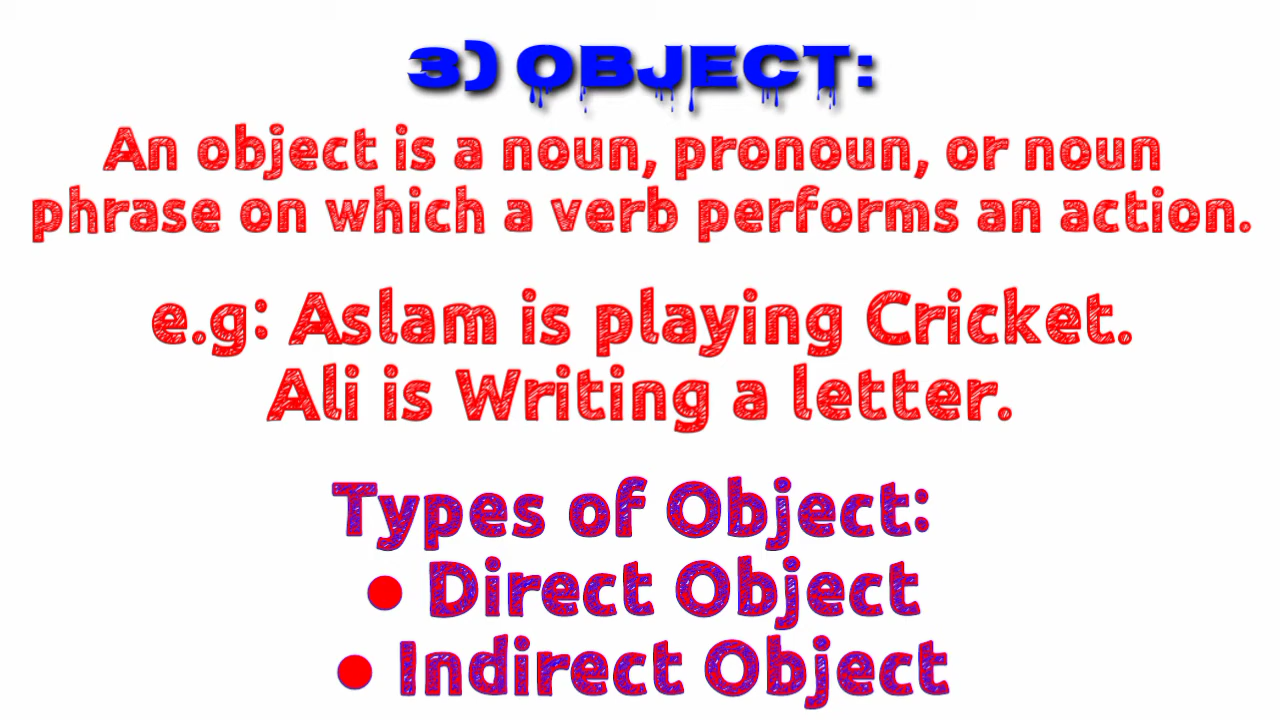 3) OBJECT:
An object is a noun, pronoun, or noun
phrase on which a verb performs an action.
e.g: Aslam is playing Cricket.
Ali is Writing a letter.
Types of Object:
● Direct Object
● Indirect Object